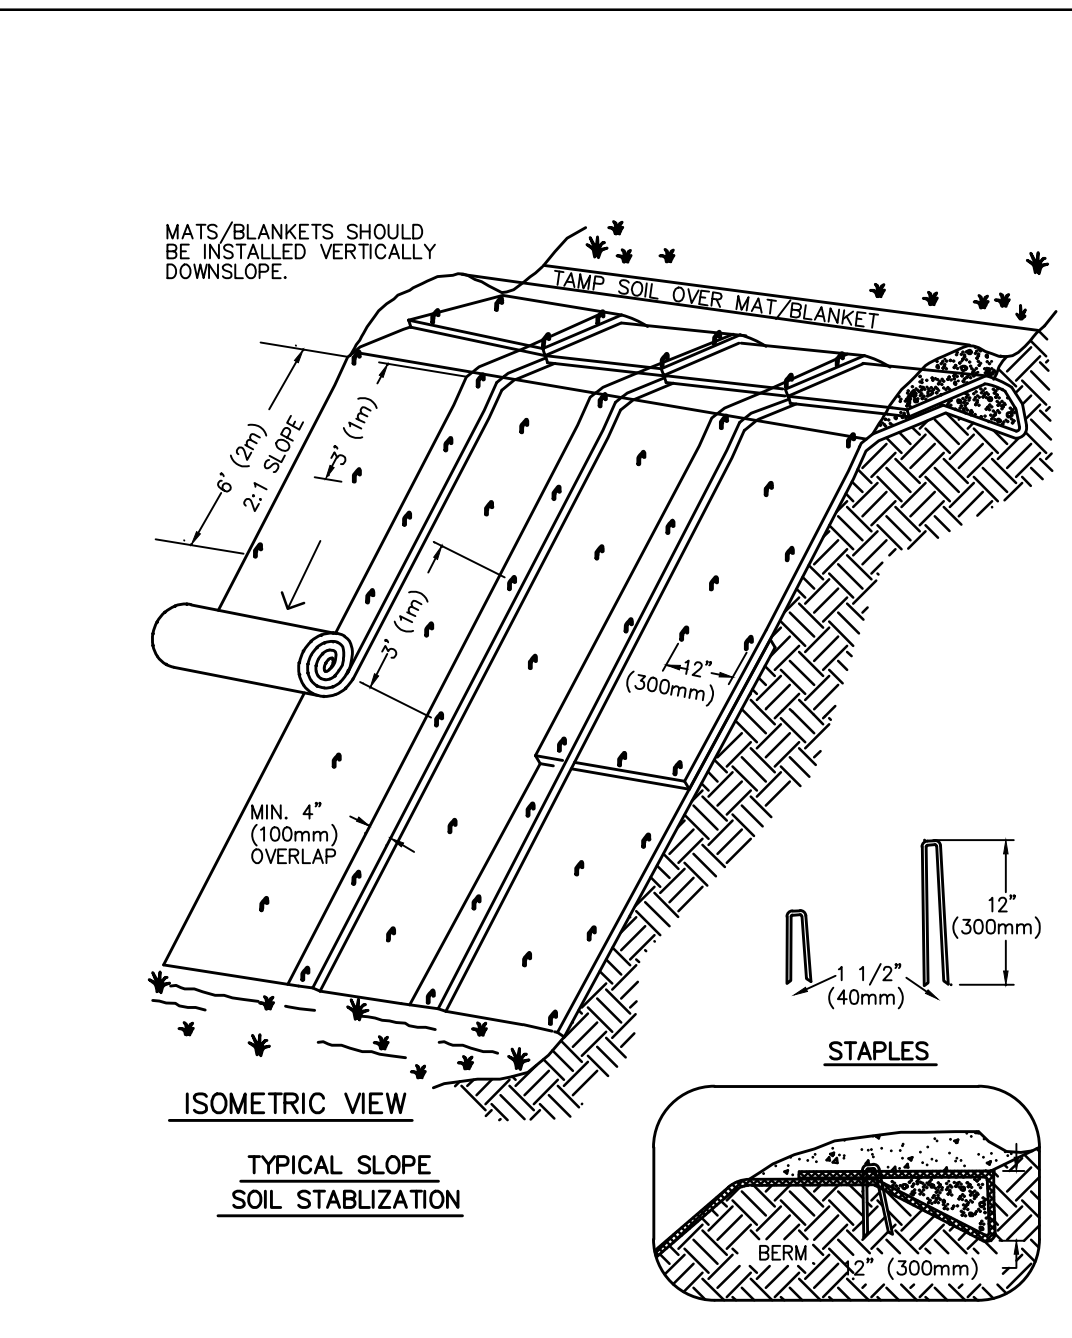 MATS/BLANKETS SHOULD
BE INSTALLED VERTICALLY
DOWNSLOPE.
TAMP SOIL OVER MAT/BLANKET
6' (2m)
2:1 SLOPE
3' (1m)
3' (1m)
12"
(300mm)
MIN. 4"
(100mm)
OVERLAP
12"
(300mm)
1 1/2"
(40mm)
STAPLES
ISOMETRIC VIEW
TYPICAL SLOPE
SOIL STABLIZATION
BERM
12" (300mm)